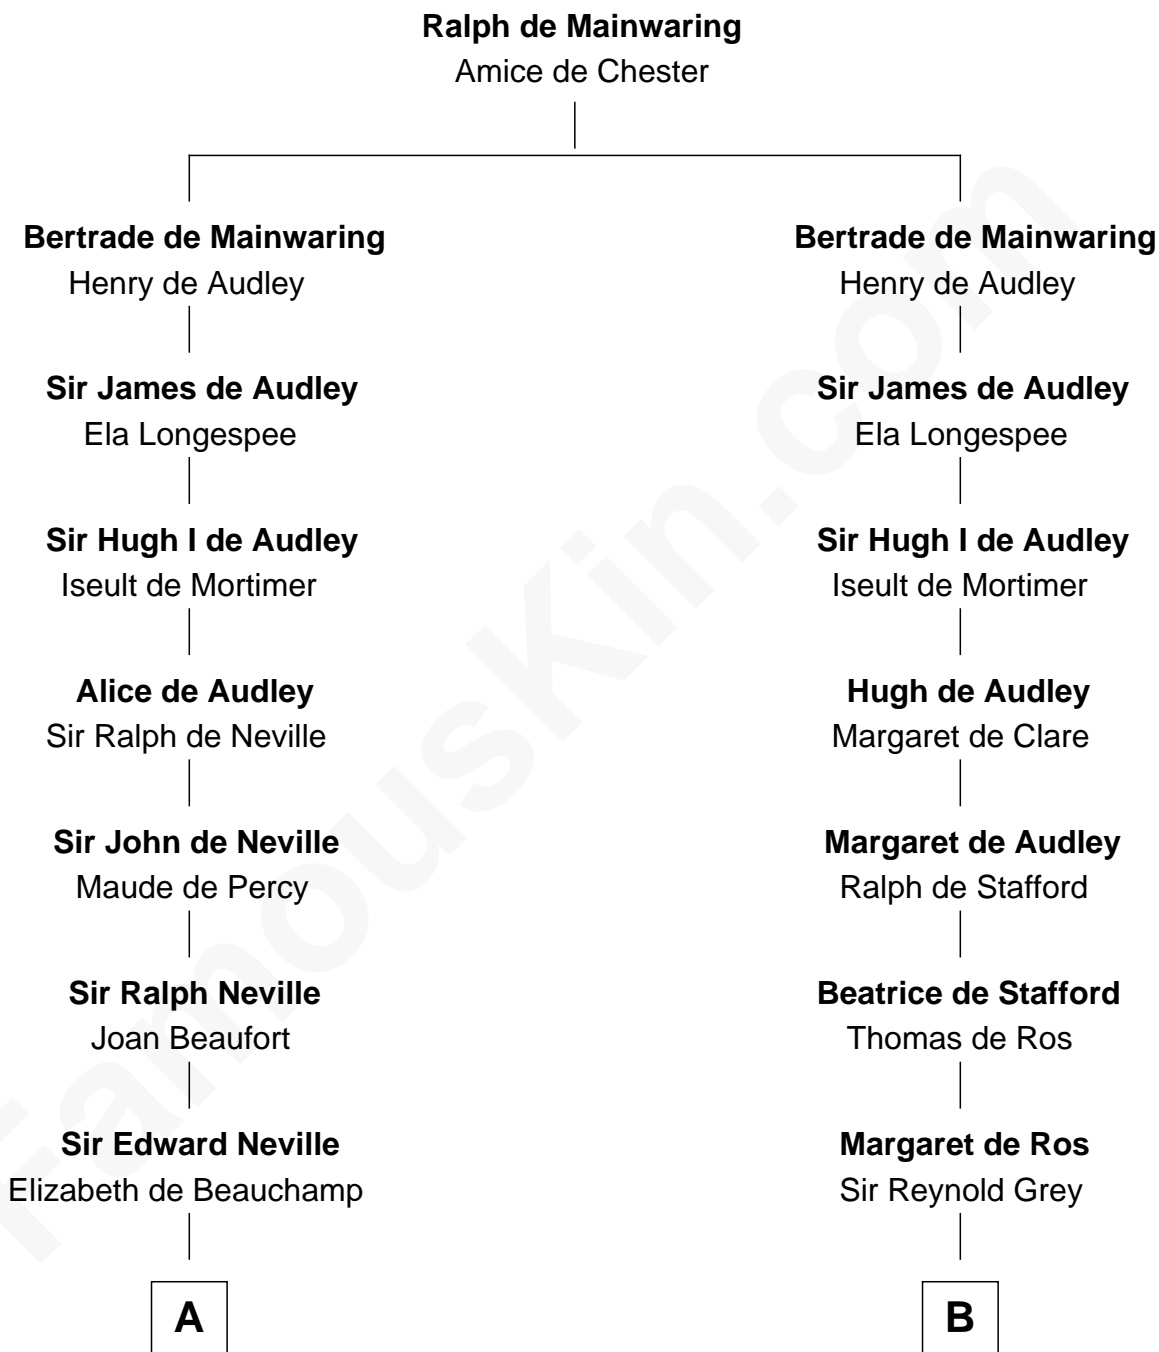 Ralph de Mainwaring
Amice de Chester
Bertrade de Mainwaring
Henry de Audley
Bertrade de Mainwaring
Henry de Audley
Sir James de Audley
Ela Longespee
Sir James de Audley
Ela Longespee
Sir Hugh I de Audley
Iseult de Mortimer
Sir Hugh I de Audley
Iseult de Mortimer
Alice de Audley
Sir Ralph de Neville
Hugh de Audley
Margaret de Clare
Sir John de Neville
Maude de Percy
Margaret de Audley
Ralph de Stafford
Sir Ralph Neville
Joan Beaufort
Beatrice de Stafford
Thomas de Ros
Sir Edward Neville
Elizabeth de Beauchamp
Margaret de Ros
Sir Reynold Grey
A
B
FamousKin.com